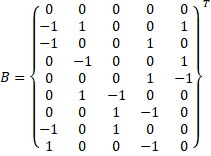 B = { 0 0 0 0 0 }^T
-1 1 0 0 1
-1 0 0 1 0
0 -1 0 0 1
0 0 0 1 -1
0 1 -1 0 0
0 0 1 -1 0
-1 0 1 0 0
1 0 0 -1 0